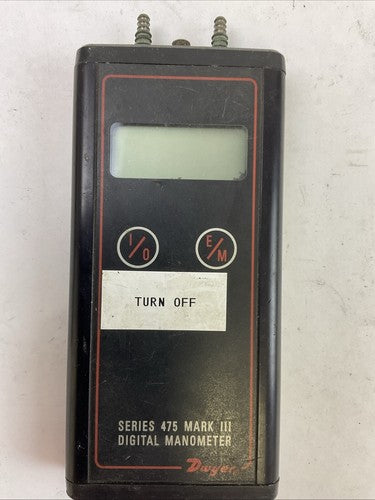 I/O E/M
TURN OFF
SERIES 475 MARK III
DIGITAL MANOMETER
Dwyer